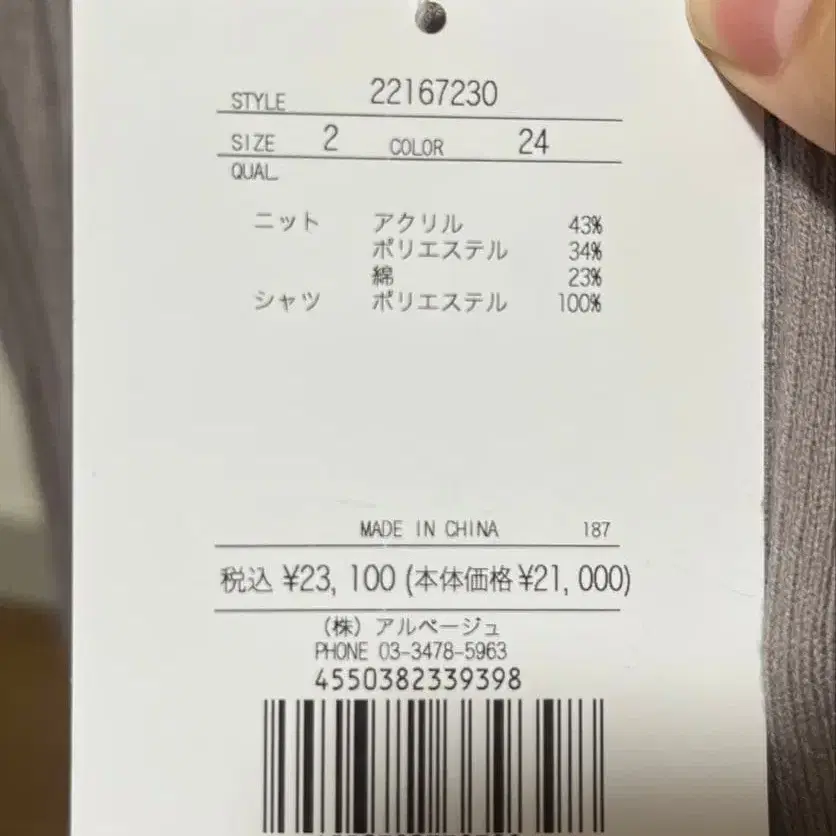 STYLE 22167230
SIZE 2 COLOR 24
QUAL
ニット アクリル 43%
ポリエステル 34%
綿 23%
シャツ ポリエステル 100%
MADE IN CHINA 187
税込 ¥23,100 (本体価格 ¥21,000)
(株) アルページュ
PHONE 03-3478-5963
4550382339398